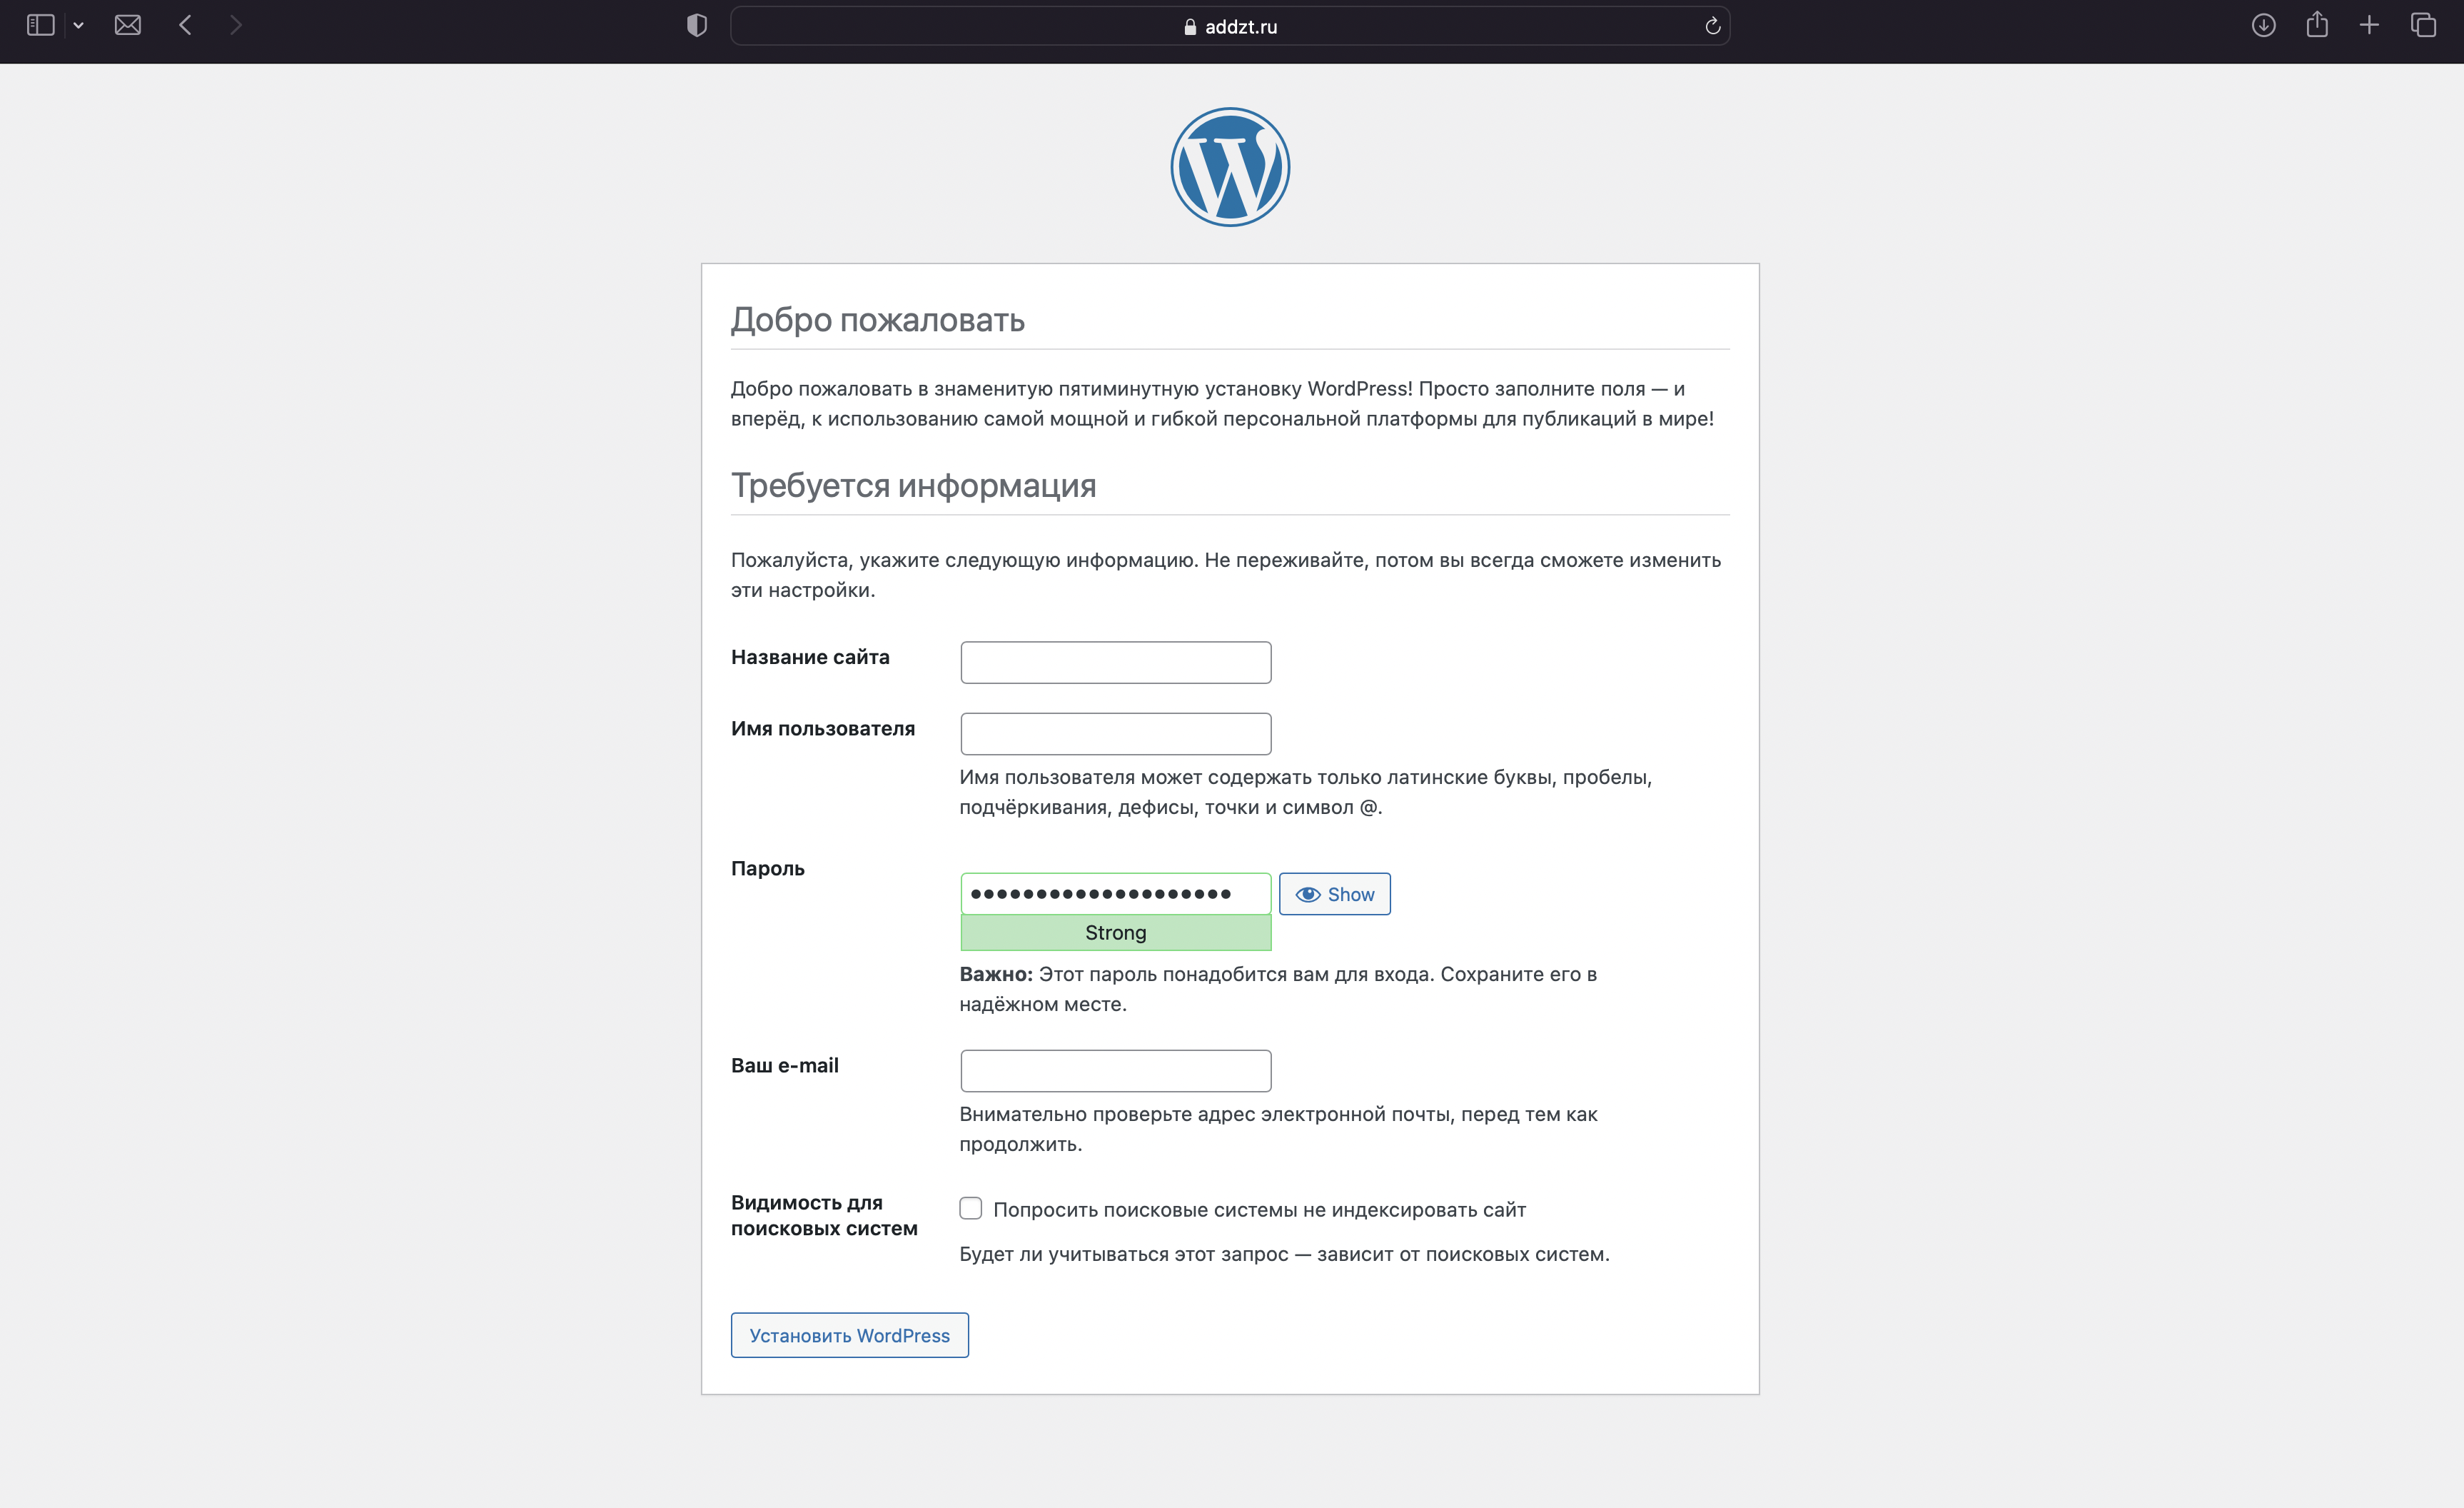 addzt.ru
Добро пожаловать
Добро пожаловать в знаменитую пятиминутную установку WordPress! Просто заполните поля — и
вперёд, к использованию самой мощной и гибкой персональной платформы для публикаций в мире!
Требуется информация
Пожалуйста, укажите следующую информацию. Не переживайте, потом вы всегда сможете изменить
эти настройки.
Название сайта
Имя пользователя
Имя пользователя может содержать только латинские буквы, пробелы,
подчёркивания, дефисы, точки и символ @.
Пароль
●●●●●●●●●●●●●●●●●●●● Show
Strong
Важно: Этот пароль понадобится вам для входа. Сохраните его в
надёжном месте.
Ваш e-mail
Внимательно проверьте адрес электронной почты, перед тем как
продолжить.
Видимость для
поисковых систем
Попросить поисковые системы не индексировать сайт
Будет ли учитываться этот запрос — зависит от поисковых систем.
Установить WordPress